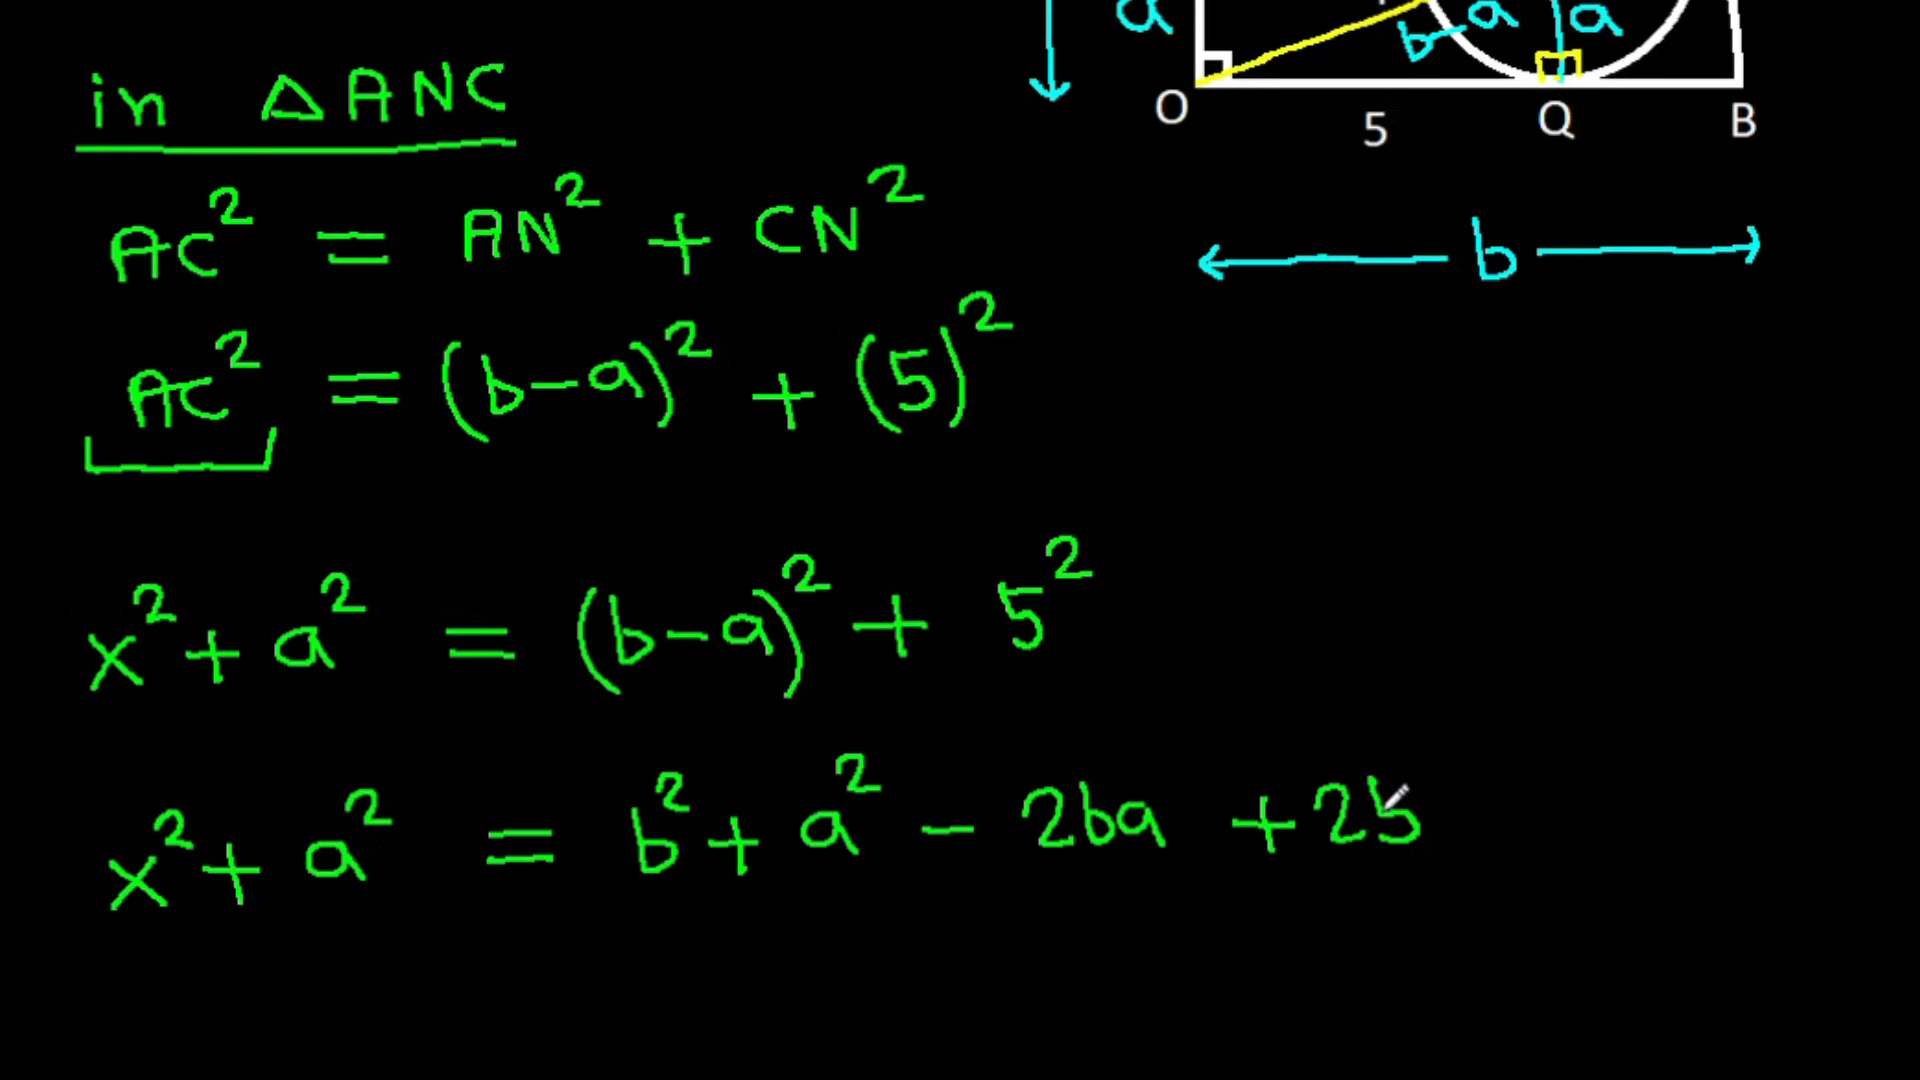 a
b-a
a
O
5
Q
B
b
in △ANC
AC² = AN² + CN²
AC² = (b-a)² + (5)²
x² + a² = (b-a)² + 5²
x² + a² = b² + a² - 2ba + 25